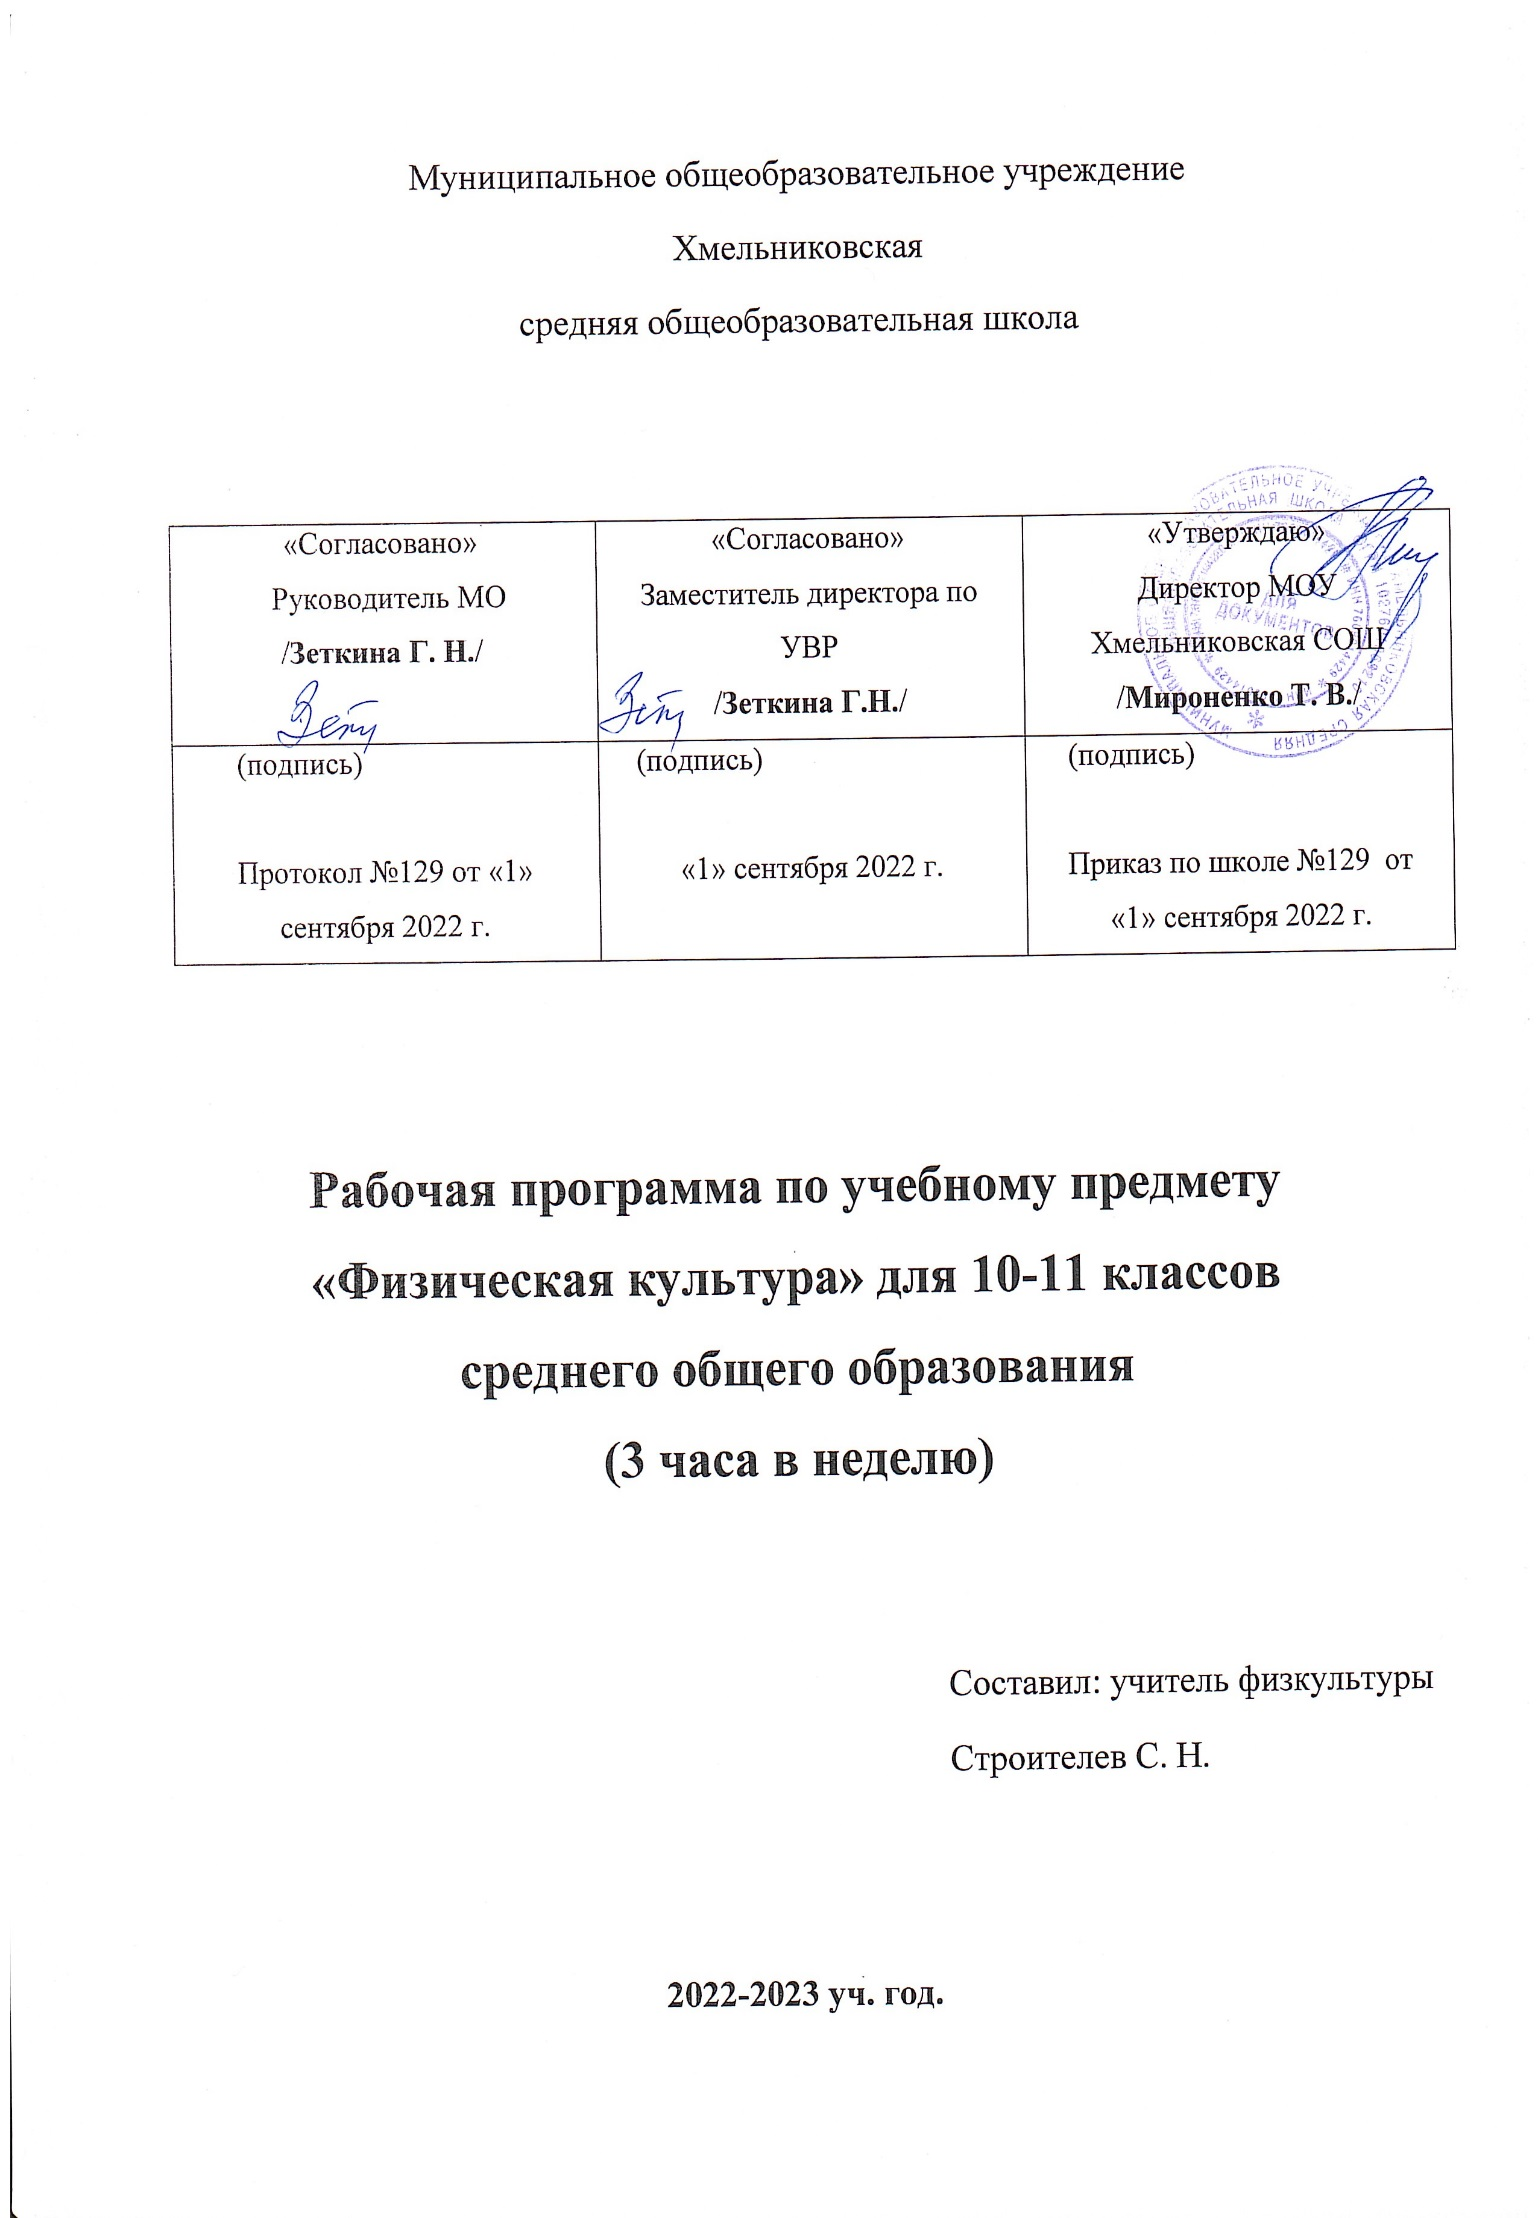 Муниципальное общеобразовательное учреждение
Хмельниковская
средняя общеобразовательная школа
«Согласовано»
Руководитель МО
/Зеткина Г. Н./
(подпись)
Протокол №129 от «1»
сентября 2022 г.
«Согласовано»
Заместитель директора по
УВР
/Зеткина Г.Н./
(подпись)
«1» сентября 2022 г.
«Утверждаю»
Директор МОУ
Хмельниковская СОШ
/Мироненко Т. В./
(подпись)
Приказ по школе №129 от
«1» сентября 2022 г.
ДЛЯ
ДОКУМЕНТОВ
Рабочая программа по учебному предмету
«Физическая культура» для 10-11 классов
среднего общего образования
(3 часа в неделю)
Составил: учитель физкультуры
Строителев С. Н.
2022-2023 уч. год.